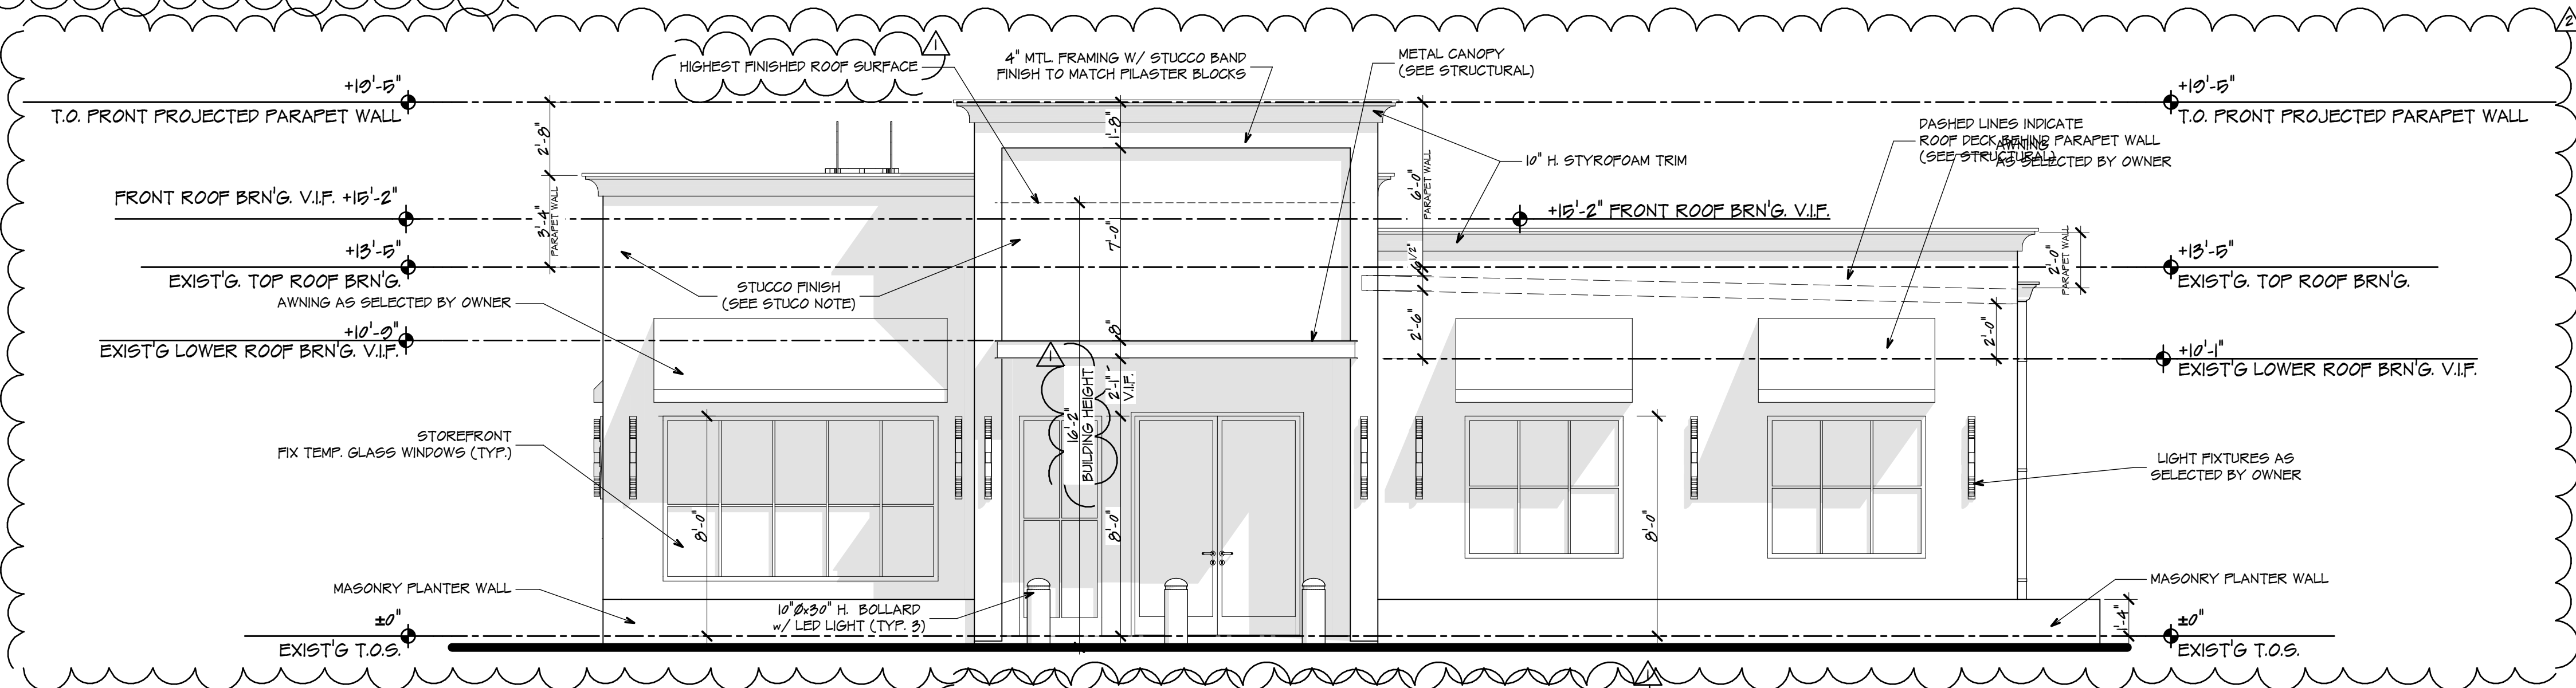 2
1
HIGHEST FINISHED ROOF SURFACE
4" MTL. FRAMING W/ STUCCO BAND
FINISH TO MATCH PILASTER BLOCKS
METAL CANOPY
(SEE STRUCTURAL)
+19'-5"
T.O. FRONT PROJECTED PARAPET WALL
+19'-5"
T.O. FRONT PROJECTED PARAPET WALL
2'-8"
1'-8"
DASHED LINES INDICATE
ROOF DECK BEHIND PARAPET WALL
(SEE STRUCTURAL)
AWNING
AS SELECTED BY OWNER
10" H. STYROFOAM TRIM
FRONT ROOF BRN'G. V.I.F. +15'-2"
3'-4"
PARAPET WALL
6'-0"
PARAPET WALL
+15'-2" FRONT ROOF BRN'G. V.I.F.
7'-0"
+13'-5"
EXIST'G. TOP ROOF BRN'G.
6 1/2"
2'-0"
PARAPET WALL
+13'-5"
EXIST'G. TOP ROOF BRN'G.
STUCCO FINISH
(SEE STUCO NOTE)
AWNING AS SELECTED BY OWNER
+10'-9"
EXIST'G LOWER ROOF BRN'G. V.I.F.
8"
2'-6"
2'-0"
+10'-1"
EXIST'G LOWER ROOF BRN'G. V.I.F.
1
16'-2"
BUILDING HEIGHT
2'-1"
V.I.F.
STOREFRONT
FIX TEMP. GLASS WINDOWS (TYP.)
LIGHT FIXTURES AS
SELECTED BY OWNER
8'-0"
8'-0"
8'-0"
MASONRY PLANTER WALL
MASONRY PLANTER WALL
10"Øx30" H. BOLLARD
w/ LED LIGHT (TYP. 3)
1'-4"
±0"
EXIST'G T.O.S.
±0"
EXIST'G T.O.S.
1